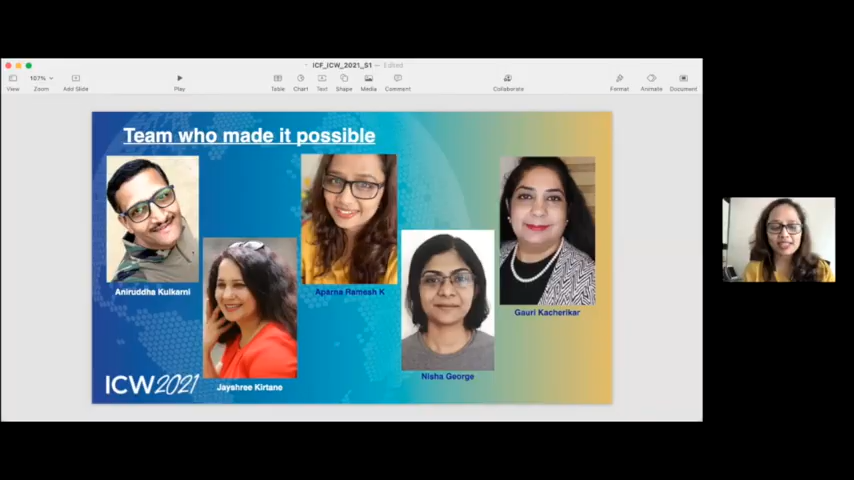 ICF_ICW_2021_S1 — Edited
107%
View
Zoom
Add Slide
Play
Table
Chart
Text
Shape
Media
Comment
Collaborate
Format
Animate
Document
Team who made it possible
Aniruddha Kulkarni
Aparna Ramesh K
Gauri Kacherikar
Nisha George
Jayshree Kirtane
ICW2021